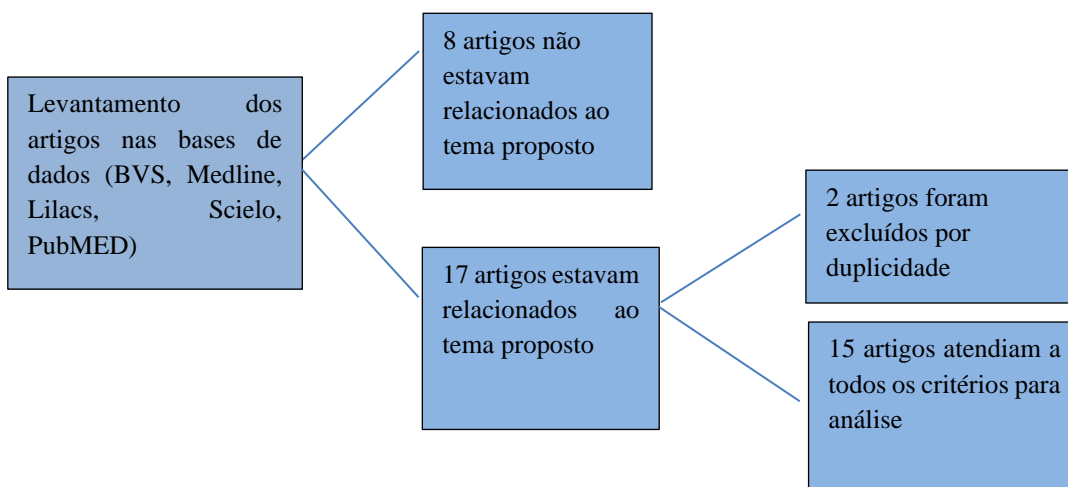 Levantamento dos
artigos nas bases de
dados (BVS, Medline,
Lilacs, Scielo,
PubMED)
8 artigos não
estavam
relacionados ao
tema proposto
17 artigos estavam
relacionados ao
tema proposto
2 artigos foram
excluídos por
duplicidade
15 artigos atendiam a
todos os critérios para
análise